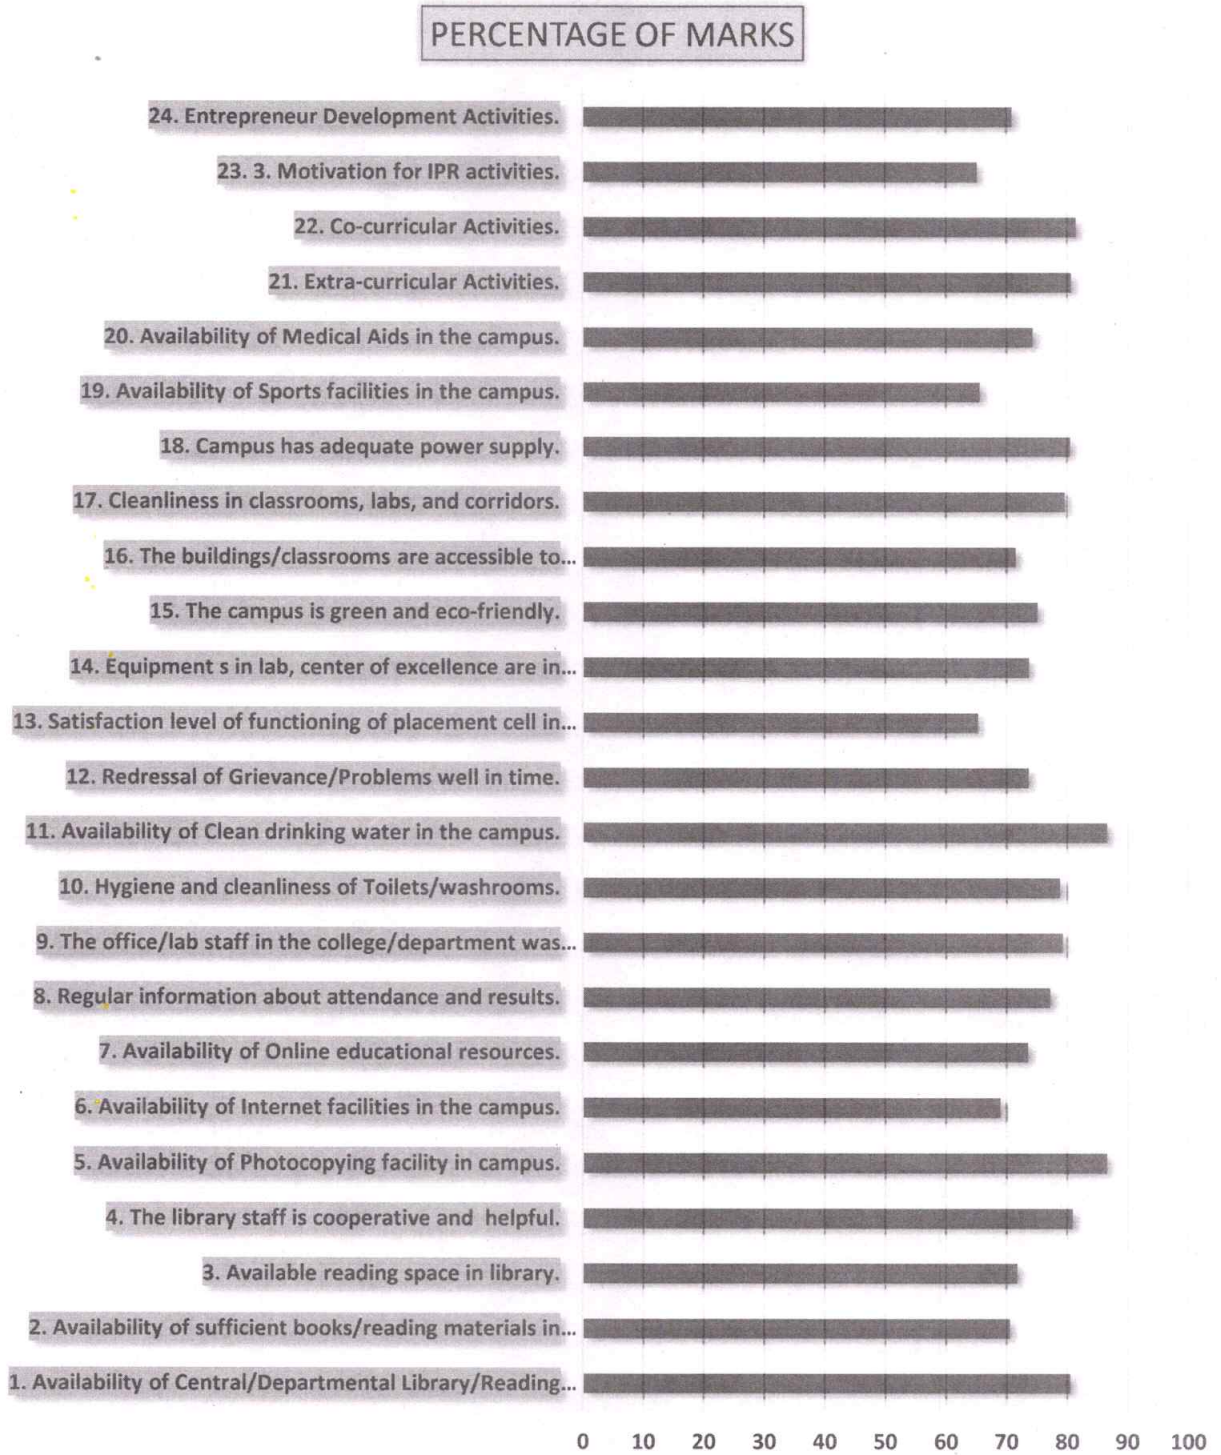 PERCENTAGE OF MARKS
24. Entrepreneur Development Activities.
23. 3. Motivation for IPR activities.
22. Co-curricular Activities.
21. Extra-curricular Activities.
20. Availability of Medical Aids in the campus.
19. Availability of Sports facilities in the campus.
18. Campus has adequate power supply.
17. Cleanliness in classrooms, labs, and corridors.
16. The buildings/classrooms are accessible to...
15. The campus is green and eco-friendly.
14. Equipment s in lab, center of excellence are in...
13. Satisfaction level of functioning of placement cell in...
12. Redressal of Grievance/Problems well in time.
11. Availability of Clean drinking water in the campus.
10. Hygiene and cleanliness of Toilets/washrooms.
9. The office/lab staff in the college/department was...
8. Regular information about attendance and results.
7. Availability of Online educational resources.
6. Availability of Internet facilities in the campus.
5. Availability of Photocopying facility in campus.
4. The library staff is cooperative and  helpful.
3. Available reading space in library.
2. Availability of sufficient books/reading materials in...
1. Availability of Central/Departmental Library/Reading...
0 10 20 30 40 50 60 70 80 90 100